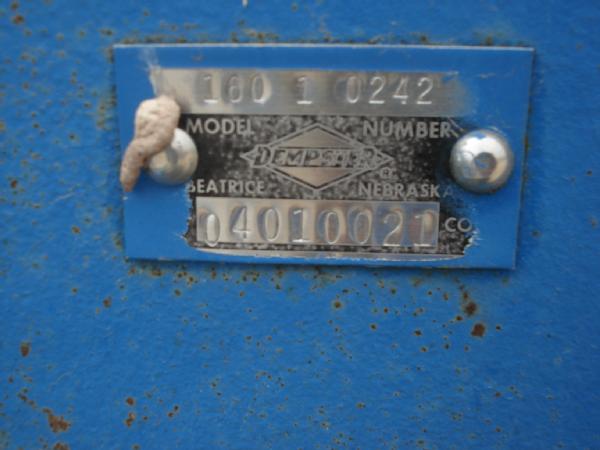 160 1 0242
MODEL NUMBER
DEMPSTER
BEATRICE NEBRASKA
04010021 CO.